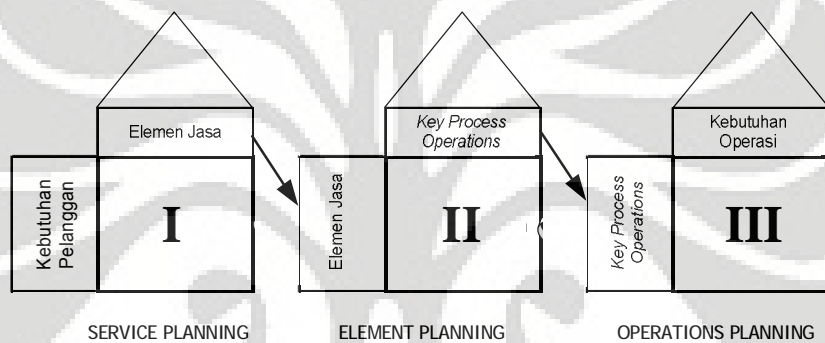 Elemen Jasa
Kebutuhan
Pelanggan
I
SERVICE PLANNING
Key Process
Operations
Elemen Jasa
II
ELEMENT PLANNING
Kebutuhan
Operasi
Key Process
Operations
III
OPERATIONS PLANNING